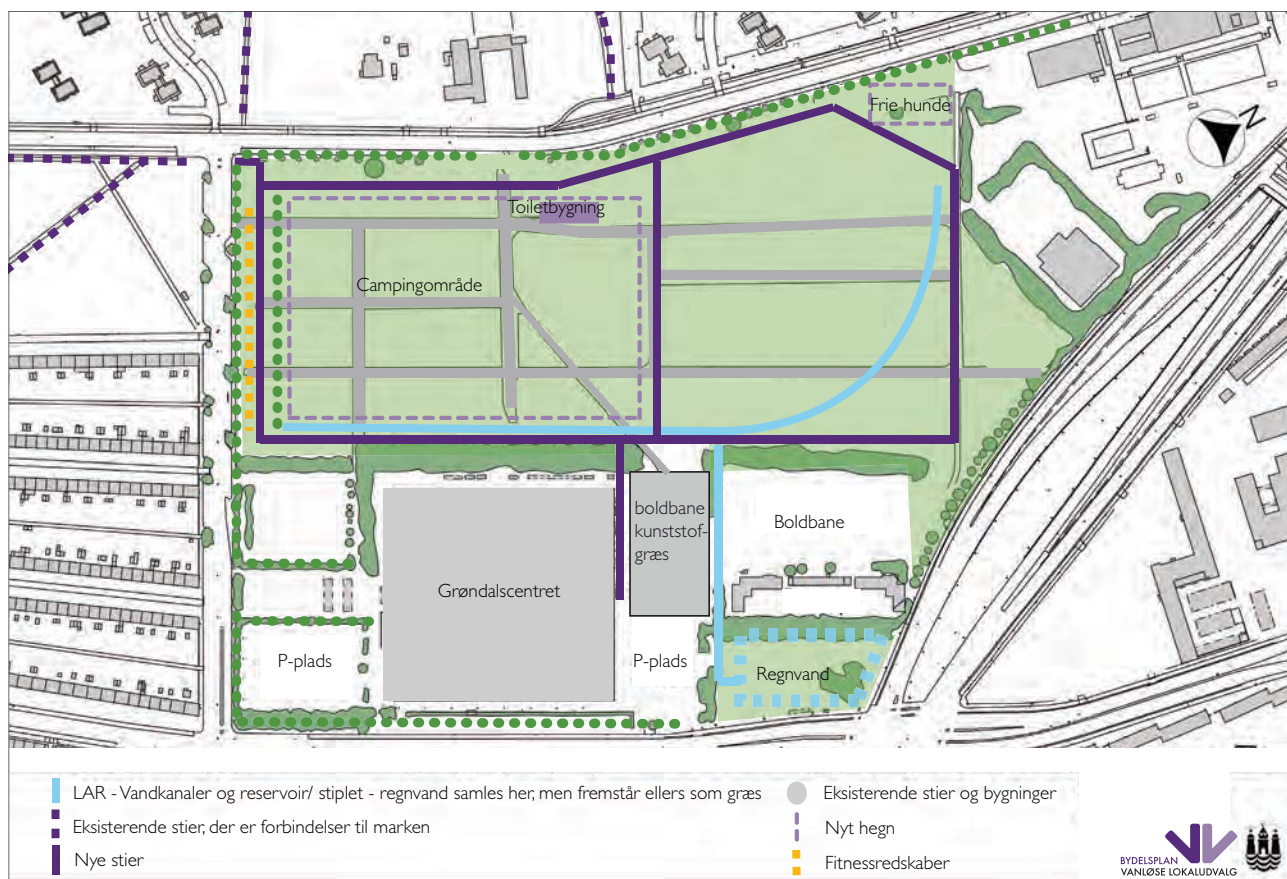 Frie hunde
N
Toiletbygning
Campingområde
boldbane
kunststof-
græs
Boldbane
Grøndalscentret
P-plads
P-plads
Regnvand
LAR - Vandkanaler og reservoir/ stiplet - regnvand samles her, men fremstår ellers som græs
Eksisterende stier, der er forbindelser til marken
Nye stier
Eksisterende stier og bygninger
Nyt hegn
Fitnessredskaber
BYDELSPLAN
VANLØSE LOKALUDVALG